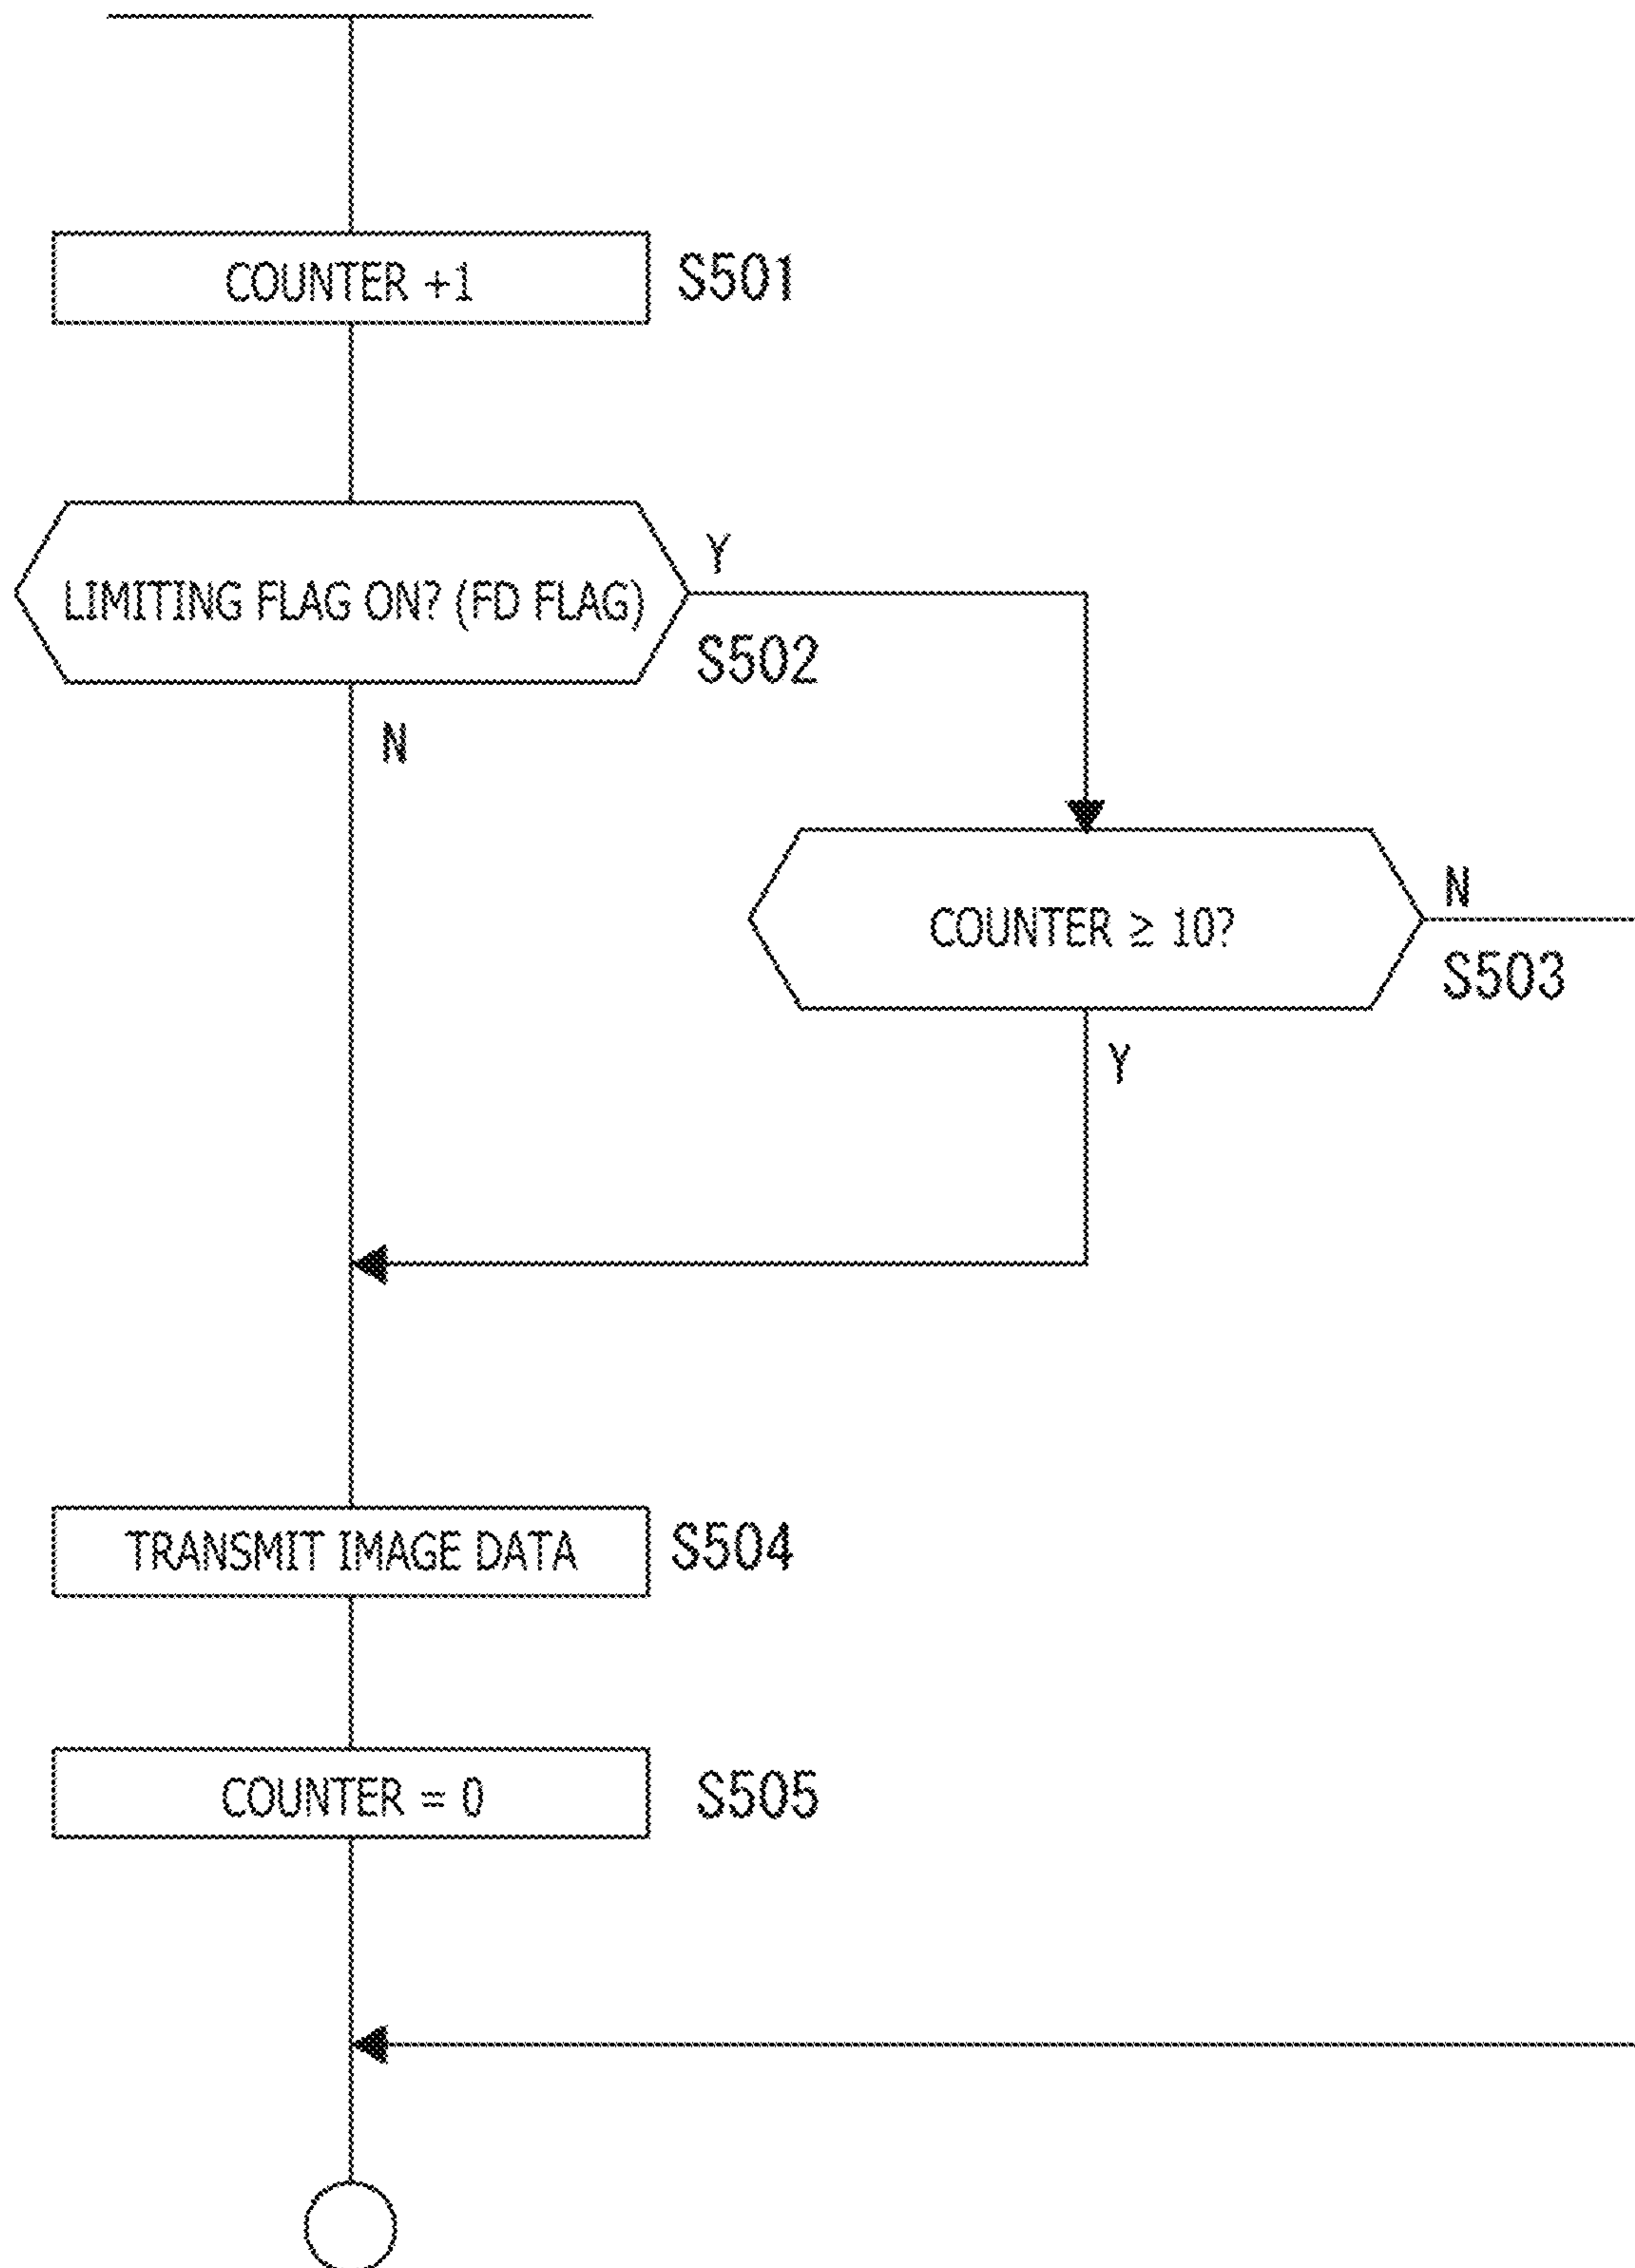 COUNTER +1
S501
LIMITING FLAG ON? (FD FLAG)
Y
S502
N
COUNTER ≥ 10?
N
S503
Y
TRANSMIT IMAGE DATA
S504
COUNTER = 0
S505